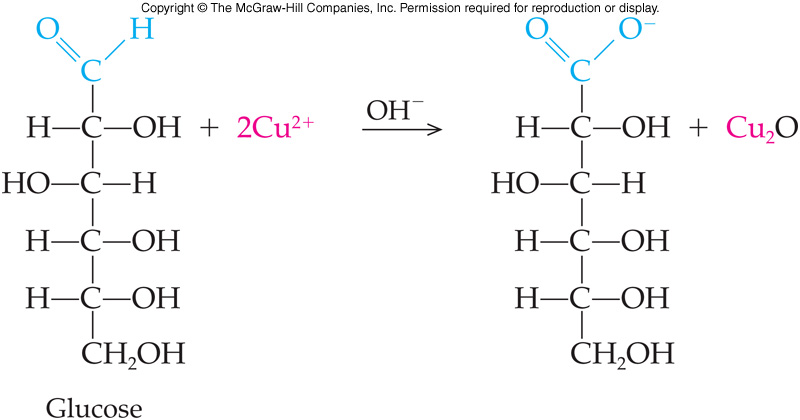 Copyright © The McGraw-Hill Companies, Inc. Permission required for reproduction or display.
O H O O⁻
C C
OH⁻
H—C—OH + 2Cu²⁺ H—C—OH + Cu₂O
HO—C—H HO—C—H
H—C—OH H—C—OH
H—C—OH H—C—OH
CH₂OH CH₂OH
Glucose